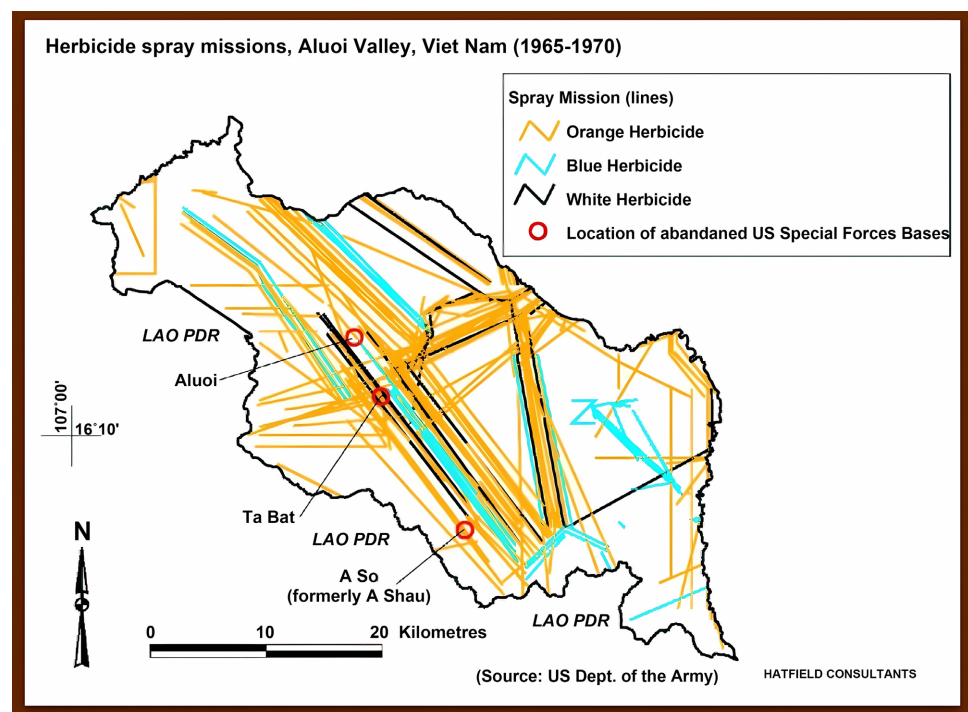 Herbicide spray missions, Aluoi Valley, Viet Nam (1965-1970)
Spray Mission (lines)
Orange Herbicide
Blue Herbicide
White Herbicide
Location of abandaned US Special Forces Bases
LAO PDR
Aluoi
107°00'
16°10'
Ta Bat
LAO PDR
N
A So
(formerly A Shau)
LAO PDR
0 10 20 Kilometres
(Source: US Dept. of the Army)
HATFIELD CONSULTANTS